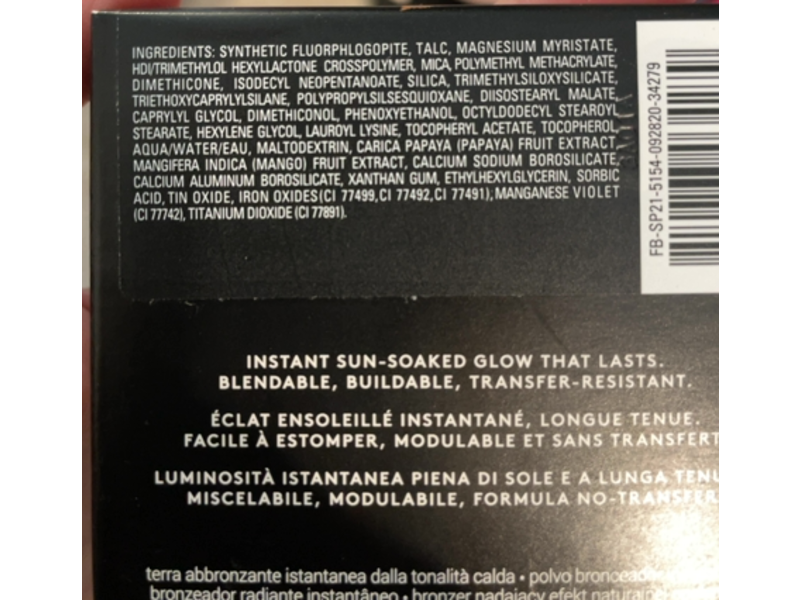 INGREDIENTS: SYNTHETIC FLUORPHLOGOPITE, TALC, MAGNESIUM MYRISTATE,
HDI/TRIMETHYLOL HEXYLLACTONE CROSSPOLYMER, MICA, POLYMETHYL METHACRYLATE,
DIMETHICONE, ISODECYL NEOPENTANOATE, SILICA, TRIMETHYLSILOXYSILICATE,
TRIETHOXYCAPRYLYLSILANE, POLYPROPYLSILSESQUIOXANE, DIISOSTEARYL MALATE,
CAPRYLYL GLYCOL, DIMETHICONOL, PHENOXYETHANOL, OCTYLDODECYL STEAROYL
STEARATE, HEXYLENE GLYCOL, LAUROYL LYSINE, TOCOPHERYL ACETATE, TOCOPHEROL,
AQUA/WATER/EAU, MALTODEXTRIN, CARICA PAPAYA (PAPAYA) FRUIT EXTRACT,
MANGIFERA INDICA (MANGO) FRUIT EXTRACT, CALCIUM SODIUM BOROSILICATE,
CALCIUM ALUMINUM BOROSILICATE, XANTHAN GUM, ETHYLHEXYLGLYCERIN, SORBIC
ACID, TIN OXIDE, IRON OXIDES(CI 77499,CI 77492,CI 77491), MANGANESE VIOLET
(CI 77742), TITANIUM DIOXIDE (CI 77891).
FB-SP21-5154-092820-34279
INSTANT SUN-SOAKED GLOW THAT LASTS.
BLENDABLE, BUILDABLE, TRANSFER-RESISTANT.
ÉCLAT ENSOLEILLÉ INSTANTANÉ, LONGUE TENUE.
FACILE À ESTOMPER, MODULABLE ET SANS TRANSFERT
LUMINOSITÀ ISTANTANEA PIENA DI SOLE E A LUNGA TENU
MISCELABILE, MODULABILE, FORMULA NO-TRANSFER
terra abbronzante istantanea dalla tonalità calda • polvo bronceador
bronzeador radiante instantâneo • bronzer nadający efekt